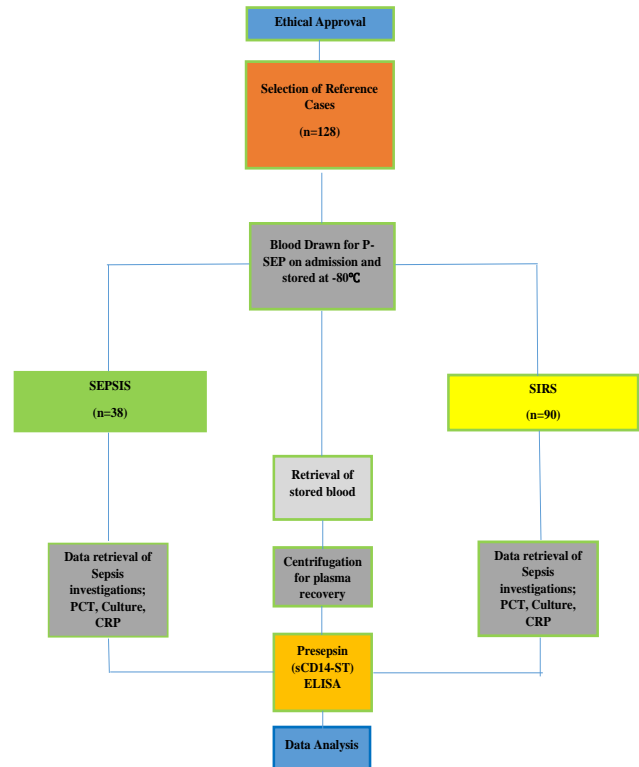 Ethical Approval
Selection of Reference
Cases
(n=128)
Blood Drawn for P-
SEP on admission and
stored at -80℃
SEPSIS
(n=38)
SIRS
(n=90)
Retrieval of
stored blood
Data retrieval of
Sepsis
investigations;
PCT, Culture,
CRP
Centrifugation
for plasma
recovery
Data retrieval of
Sepsis
investigations;
PCT, Culture,
CRP
Presepsin
(sCD14-ST)
ELISA
Data Analysis